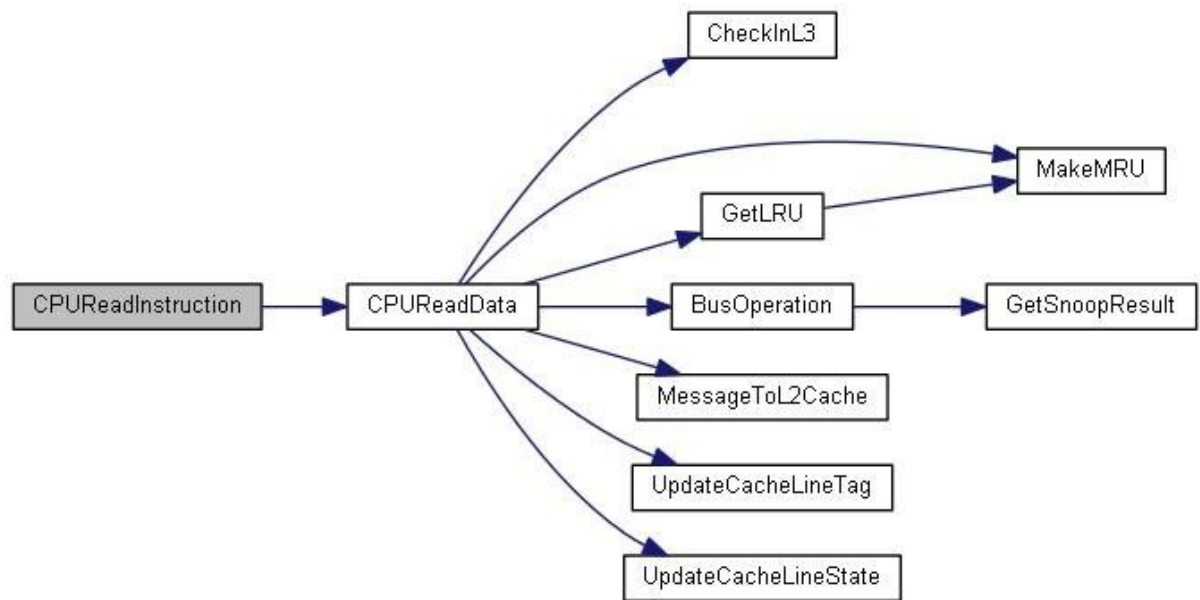 CheckInL3
MakeMRU
GetLRU
CPUReadInstruction
CPUReadData
BusOperation
GetSnoopResult
MessageToL2Cache
UpdateCacheLineTag
UpdateCacheLineState